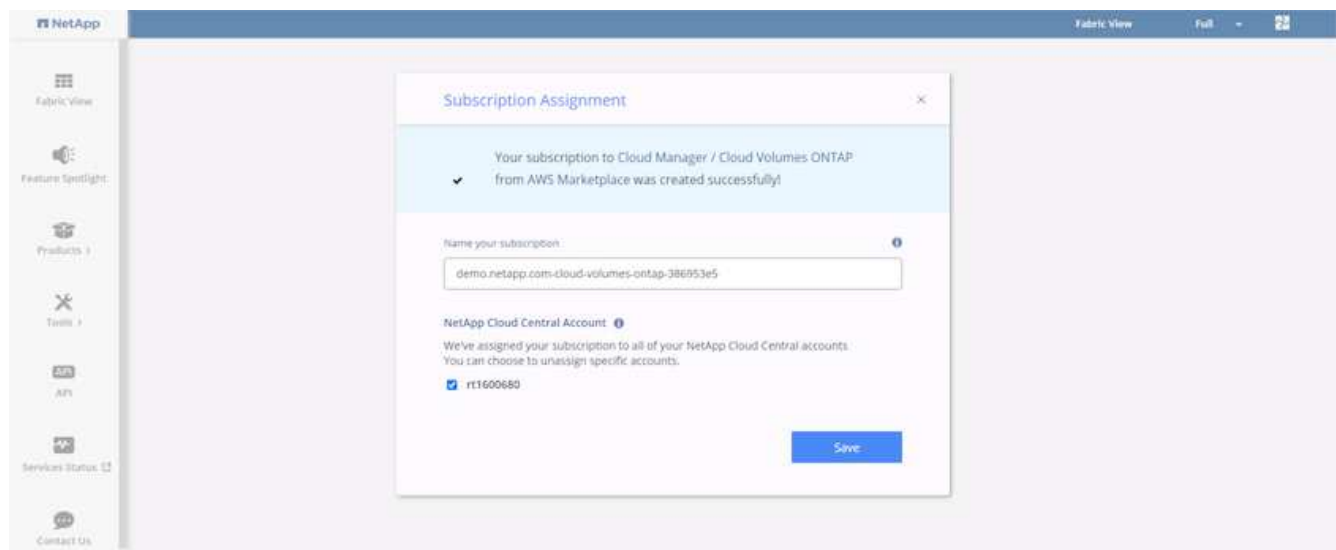 NetApp
Fabric View
Full
Fabric View
Feature Spotlight
Products
Tools
API
API
Services Status
Contact Us
Subscription Assignment
Your subscription to Cloud Manager / Cloud Volumes ONTAP
from AWS Marketplace was created successfully!
Name your subscription
demo.netapp.com-cloud-volumes-ontap-386953e5
NetApp Cloud Central Account
We've assigned your subscription to all of your NetApp Cloud Central accounts.
You can choose to unassign specific accounts.
rt1600680
Save